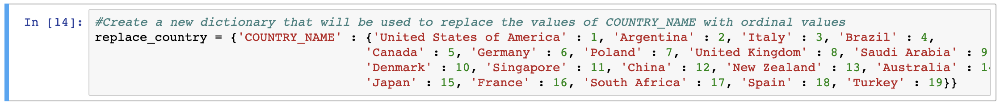 In [14]: #Create a new dictionary that will be used to replace the values of COUNTRY_NAME with ordinal values
replace_country = {'COUNTRY_NAME' : {'United States of America' : 1, 'Argentina' : 2, 'Italy' : 3, 'Brazil' : 4,
'Canada' : 5, 'Germany' : 6, 'Poland' : 7, 'United Kingdom' : 8, 'Saudi Arabia' : 9
'Denmark' : 10, 'Singapore' : 11, 'China' : 12, 'New Zealand' : 13, 'Australia' :
'Japan' : 15, 'France' : 16, 'South Africa' : 17, 'Spain' : 18, 'Turkey' : 19}}